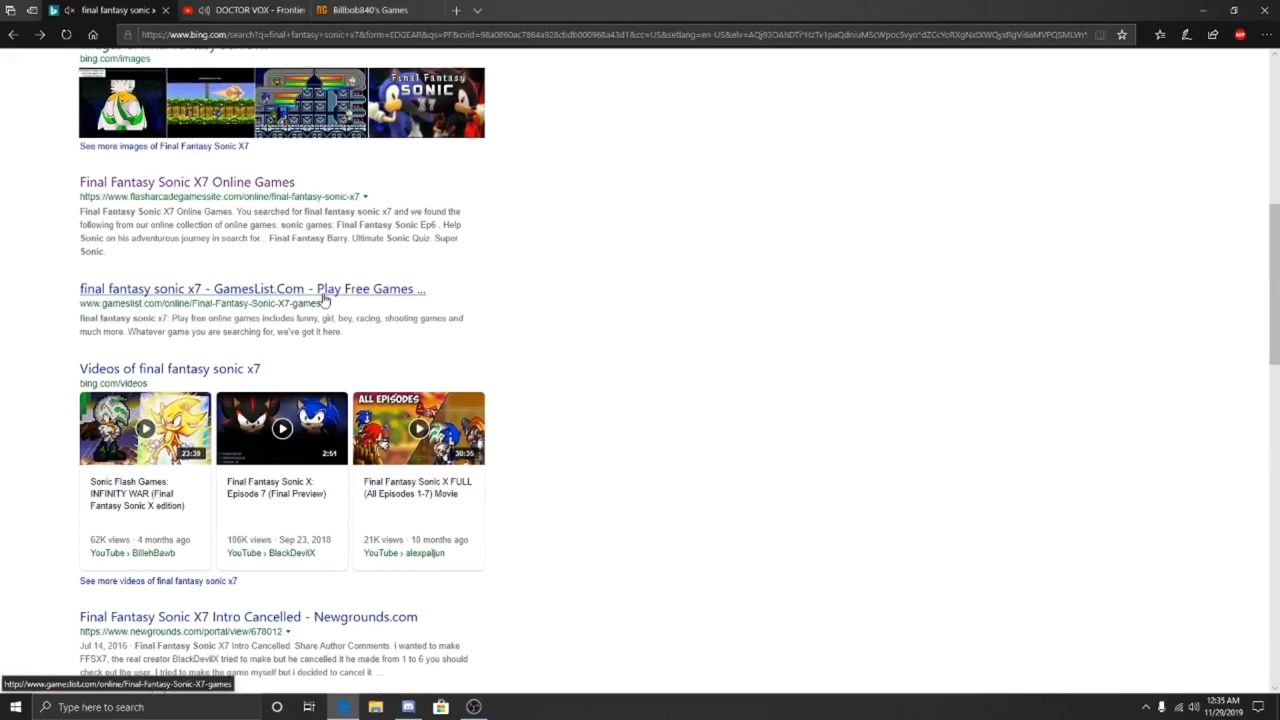 Final Fantasy Sonic x7
DOCTOR VOX - Frontier
Billbob840's Games
bing.com/images
Final Fantasy
SONIC
X7
See more images of Final Fantasy Sonic X7
Final Fantasy Sonic X7 Online Games
https://www.flasharcadegamessite.com/online/final-fantasy-sonic-x7
Final Fantasy Sonic X7 Online Games. You searched for final fantasy sonic x7 and we found the
following from our online collection of online games. sonic games; Final Fantasy Sonic Ep6 . Help
Sonic on his adventurous journey in search for... Final Fantasy Barry. Ultimate Sonic Quiz. Super
Sonic.
final fantasy sonic x7 - GamesList.Com - Play Free Games ...
www.gameslist.com/online/Final-Fantasy-Sonic-X7-games
final fantasy sonic x7: Play free online games includes funny, girl, boy, racing, shooting games and
much more. Whatever game you are searching for, we've got it here.
Videos of final fantasy sonic x7
bing.com/videos
ALL EPISODES
23:39
2:51
30:35
Sonic Flash Games:
INFINITY WAR (Final
Fantasy Sonic X edition)
62K views · 4 months ago
YouTube › BillehBawb
Final Fantasy Sonic X:
Episode 7 (Final Preview)
106K views · Sep 23, 2018
YouTube › BlackDevilX
Final Fantasy Sonic X FULL
(All Episodes 1-7) Movie
21K views · 10 months ago
YouTube › alexpaljun
See more videos of final fantasy sonic x7
Final Fantasy Sonic X7 Intro Cancelled - Newgrounds.com
https://www.newgrounds.com/portal/view/678012
Jul 14, 2016 · Final Fantasy Sonic X7 Intro Cancelled. Share Author Comments. i wanted to make
FFSX7, the real creator BlackDevilX tried to make but he cancelled it he made from 1 to 6 you should
check out the user. I tried to make the game myself but i decided to cancel it. ...
http://www.gameslist.com/online/Final-Fantasy-Sonic-X7-games
Type here to search
12:35 AM
11/29/2019